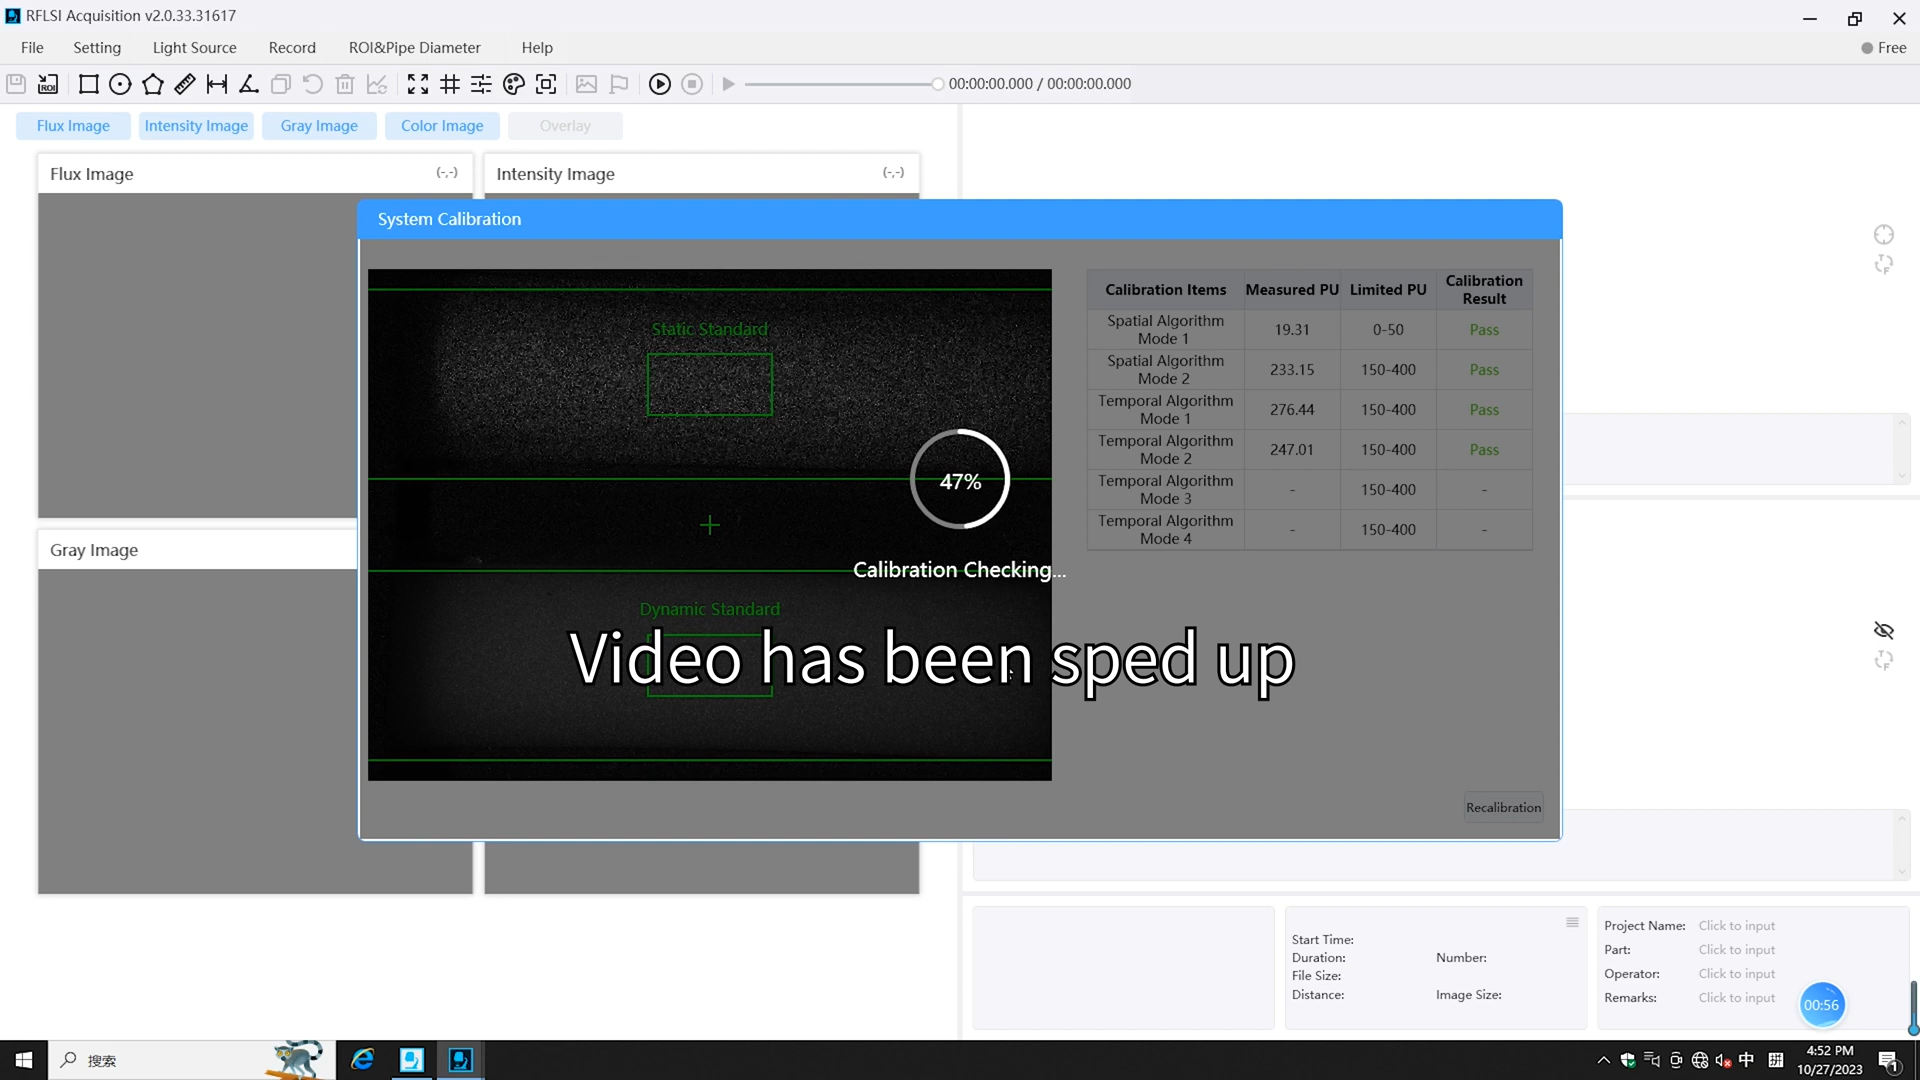 RFLSI Acquisition v2.0.33.31617
File Setting Light Source Record ROI&Pipe Diameter Help Free
ROI 00:00:00.000 / 00:00:00.000
Flux Image Intensity Image Gray Image Color Image Overlay
Flux Image (-,-) Intensity Image (-,-)
System Calibration
Static Standard
47%
Calibration Checking...
Dynamic Standard
Video has been sped up
Calibration Items Measured PU Limited PU Calibration Result
Spatial Algorithm Mode 1 19.31 0-50 Pass
Spatial Algorithm Mode 2 233.15 150-400 Pass
Temporal Algorithm Mode 1 276.44 150-400 Pass
Temporal Algorithm Mode 2 247.01 150-400 Pass
Temporal Algorithm Mode 3 - 150-400 -
Temporal Algorithm Mode 4 - 150-400 -
Recalibration
Gray Image
Start Time:
Duration: Number:
File Size:
Distance: Image Size:
Project Name: Click to input
Part: Click to input
Operator: Click to input
Remarks: Click to input
00:56
搜索
中 拼
4:52 PM
10/27/2023
1